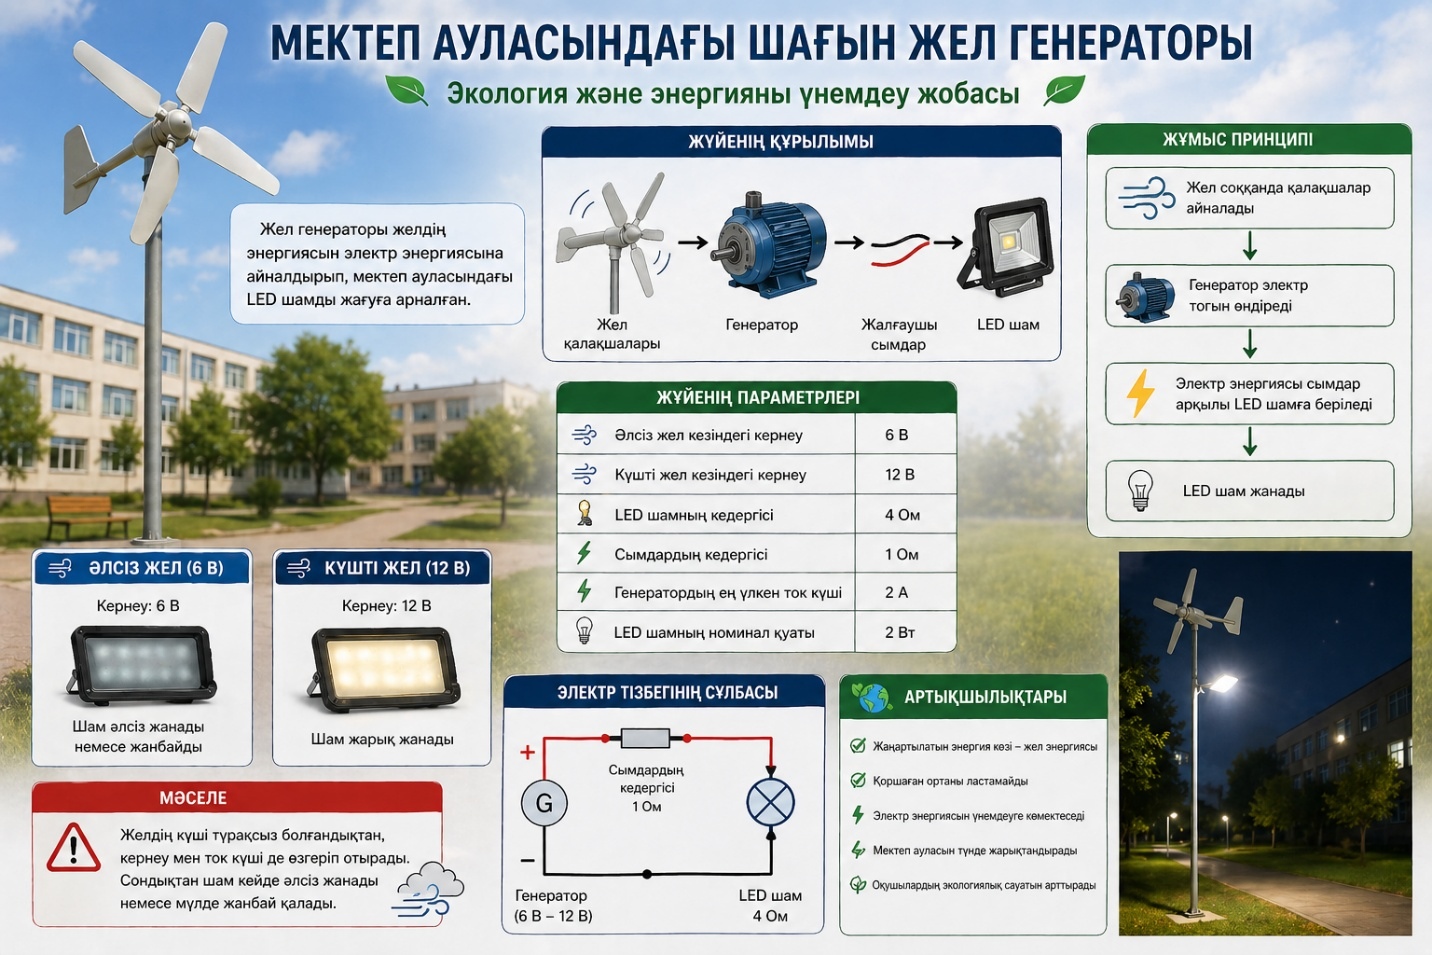 МЕКТЕП АУЛАСЫНДАҒЫ ШАҒЫН ЖЕЛ ГЕНЕРАТОРЫ
Экология және энергияны үнемдеу жобасы
Жел генераторы желдің
энергиясын электр энергиясына
айналдырып, мектеп ауласындағы
LED шамды жағуға арналған.
ЖҮЙЕНІҢ ҚҰРЫЛЫМЫ
Жел
қалақшалары
Генератор
Жалғаушы
сымдар
LED шам
ЖҰМЫС ПРИНЦИПІ
Жел соққанда қалақшалар
айналады
Генератор электр
тогын өндіреді
Электр энергиясы сымдар
арқылы LED шамға беріледі
LED шам жанады
ЖҮЙЕНІҢ ПАРАМЕТРЛЕРІ
Әлсіз жел кезіндегі кернеу 6 В
Күшті жел кезіндегі кернеу 12 В
LED шамның кедергісі 4 Ом
Сымдардың кедергісі 1 Ом
Генератордың ең үлкен ток күші 2 А
LED шамның номинал қуаты 2 Вт
ӘЛСІЗ ЖЕЛ (6 В)
Кернеу: 6 В
Шам әлсіз жанады
немесе жанбайды
КҮШТІ ЖЕЛ (12 В)
Кернеу: 12 В
Шам жарық жанады
МӘСЕЛЕ
Желдің күші тұрақсыз болғандықтан,
кернеу мен ток күші де өзгеріп отырады.
Сондықтан шам кейде әлсіз жанады
немесе мүлде жанбай қалады.
ЭЛЕКТР ТІЗБЕГІНІҢ СҰЛБАСЫ
+
Сымдардың
кедергісі
1 Ом
G
−
Генератор
(6 В – 12 В)
LED шам
4 Ом
АРТЫҚШЫЛЫҚТАРЫ
Жаңартылатын энергия көзі – жел энергиясы
Қоршаған ортаны ластамайды
Электр энергиясын үнемдеуге көмектеседі
Мектеп ауласын түнде жарықтандырады
Оқушылардың экологиялық сауатын арттырады